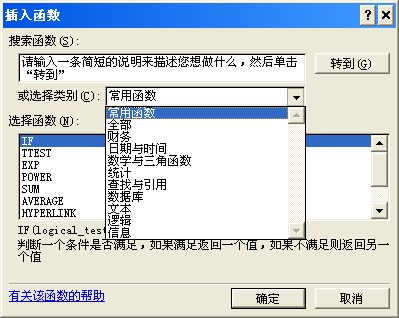 插入函数
搜索函数(S):
请输入一条简短的说明来描述您想做什么，然后单击
“转到”
转到(G)
或选择类别(C):
常用函数
常用函数
全部
财务
日期与时间
数学与三角函数
统计
查找与引用
数据库
文本
逻辑
信息
选择函数(N):
IF
TTEST
EXP
POWER
SUM
AVERAGE
HYPERLINK
IF(logical_test
判断一个条件是否满足，如果满足返回一个值，如果不满足则返回另一
个值
有关该函数的帮助
确定
取消